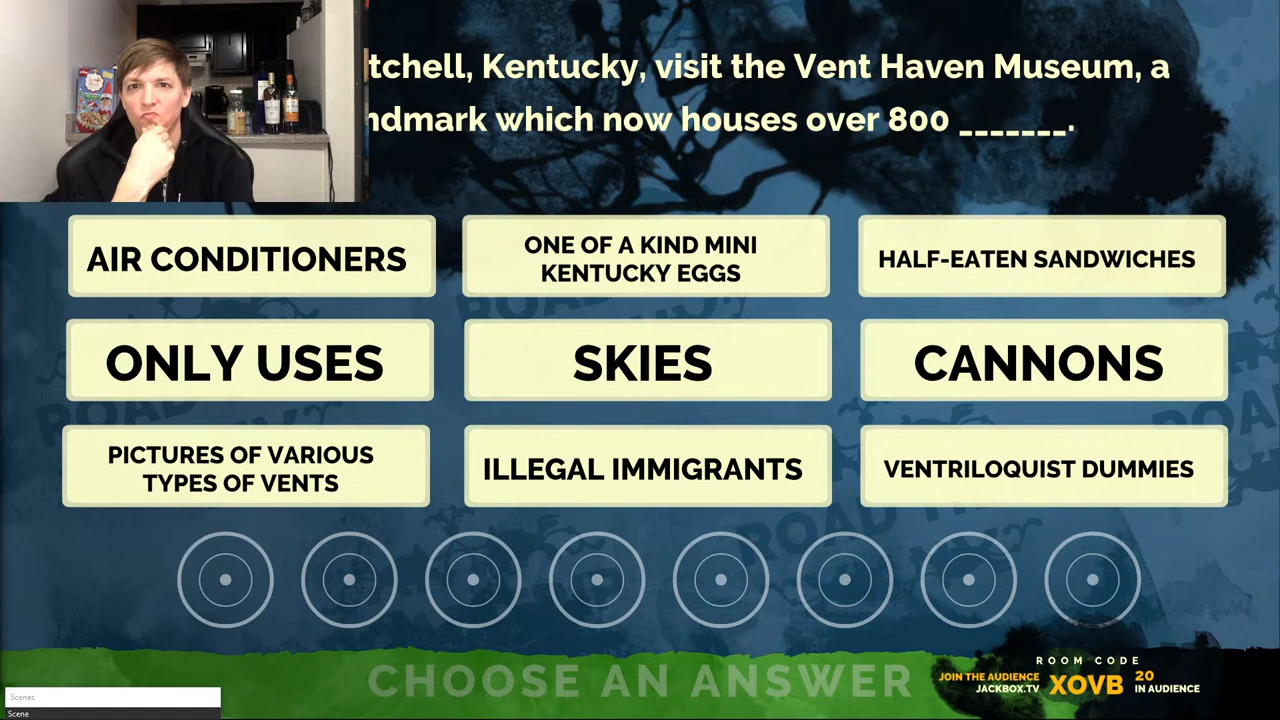 tchell, Kentucky, visit the Vent Haven Museum, a
ndmark which now houses over 800 _______.
AIR CONDITIONERS
ONE OF A KIND MINI
KENTUCKY EGGS
HALF-EATEN SANDWICHES
ONLY USES
SKIES
CANNONS
PICTURES OF VARIOUS
TYPES OF VENTS
ILLEGAL IMMIGRANTS
VENTRILOQUIST DUMMIES
CHOOSE AN ANSWER
ROOM CODE
JOIN THE AUDIENCE
JACKBOX.TV
XOVB
20
IN AUDIENCE
Scenes
Scene